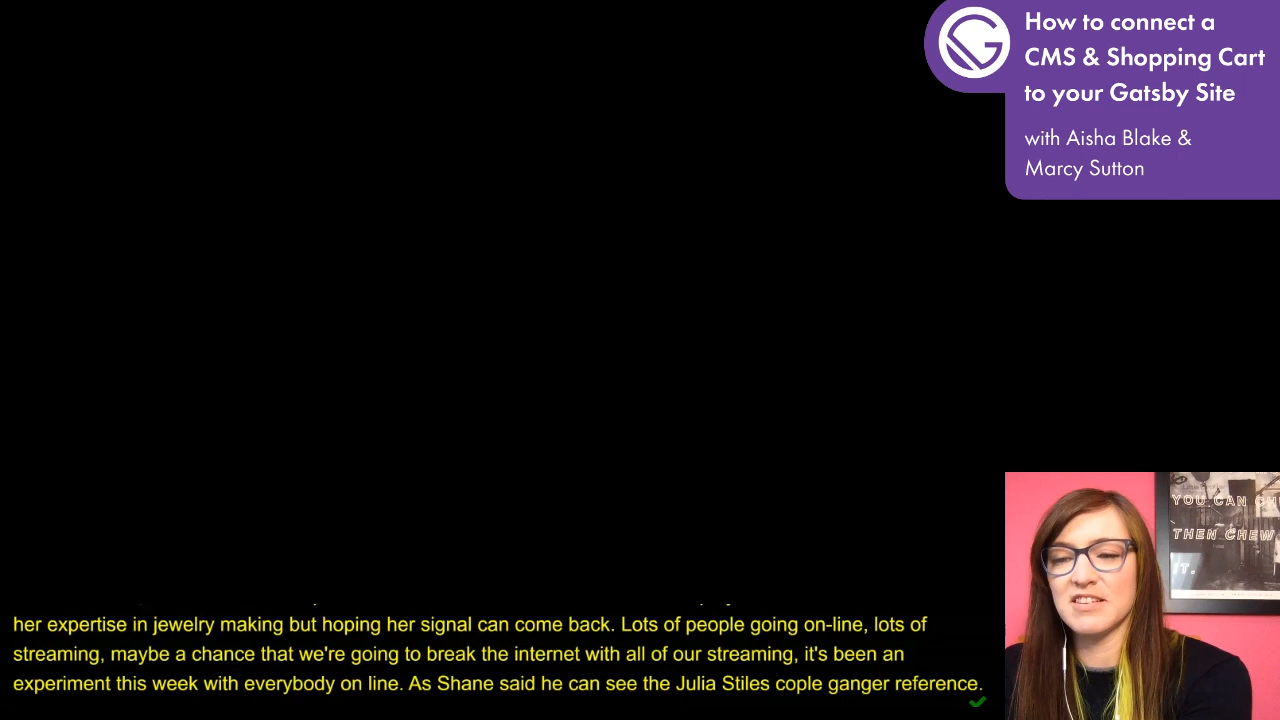 How to connect a
CMS & Shopping Cart
to your Gatsby Site
with Aisha Blake &
Marcy Sutton
YOU CAN
THEN CHEW
IT.
her expertise in jewelry making but hoping her signal can come back. Lots of people going on-line, lots of
streaming, maybe a chance that we're going to break the internet with all of our streaming, it's been an
experiment this week with everybody on line. As Shane said he can see the Julia Stiles cople ganger reference.